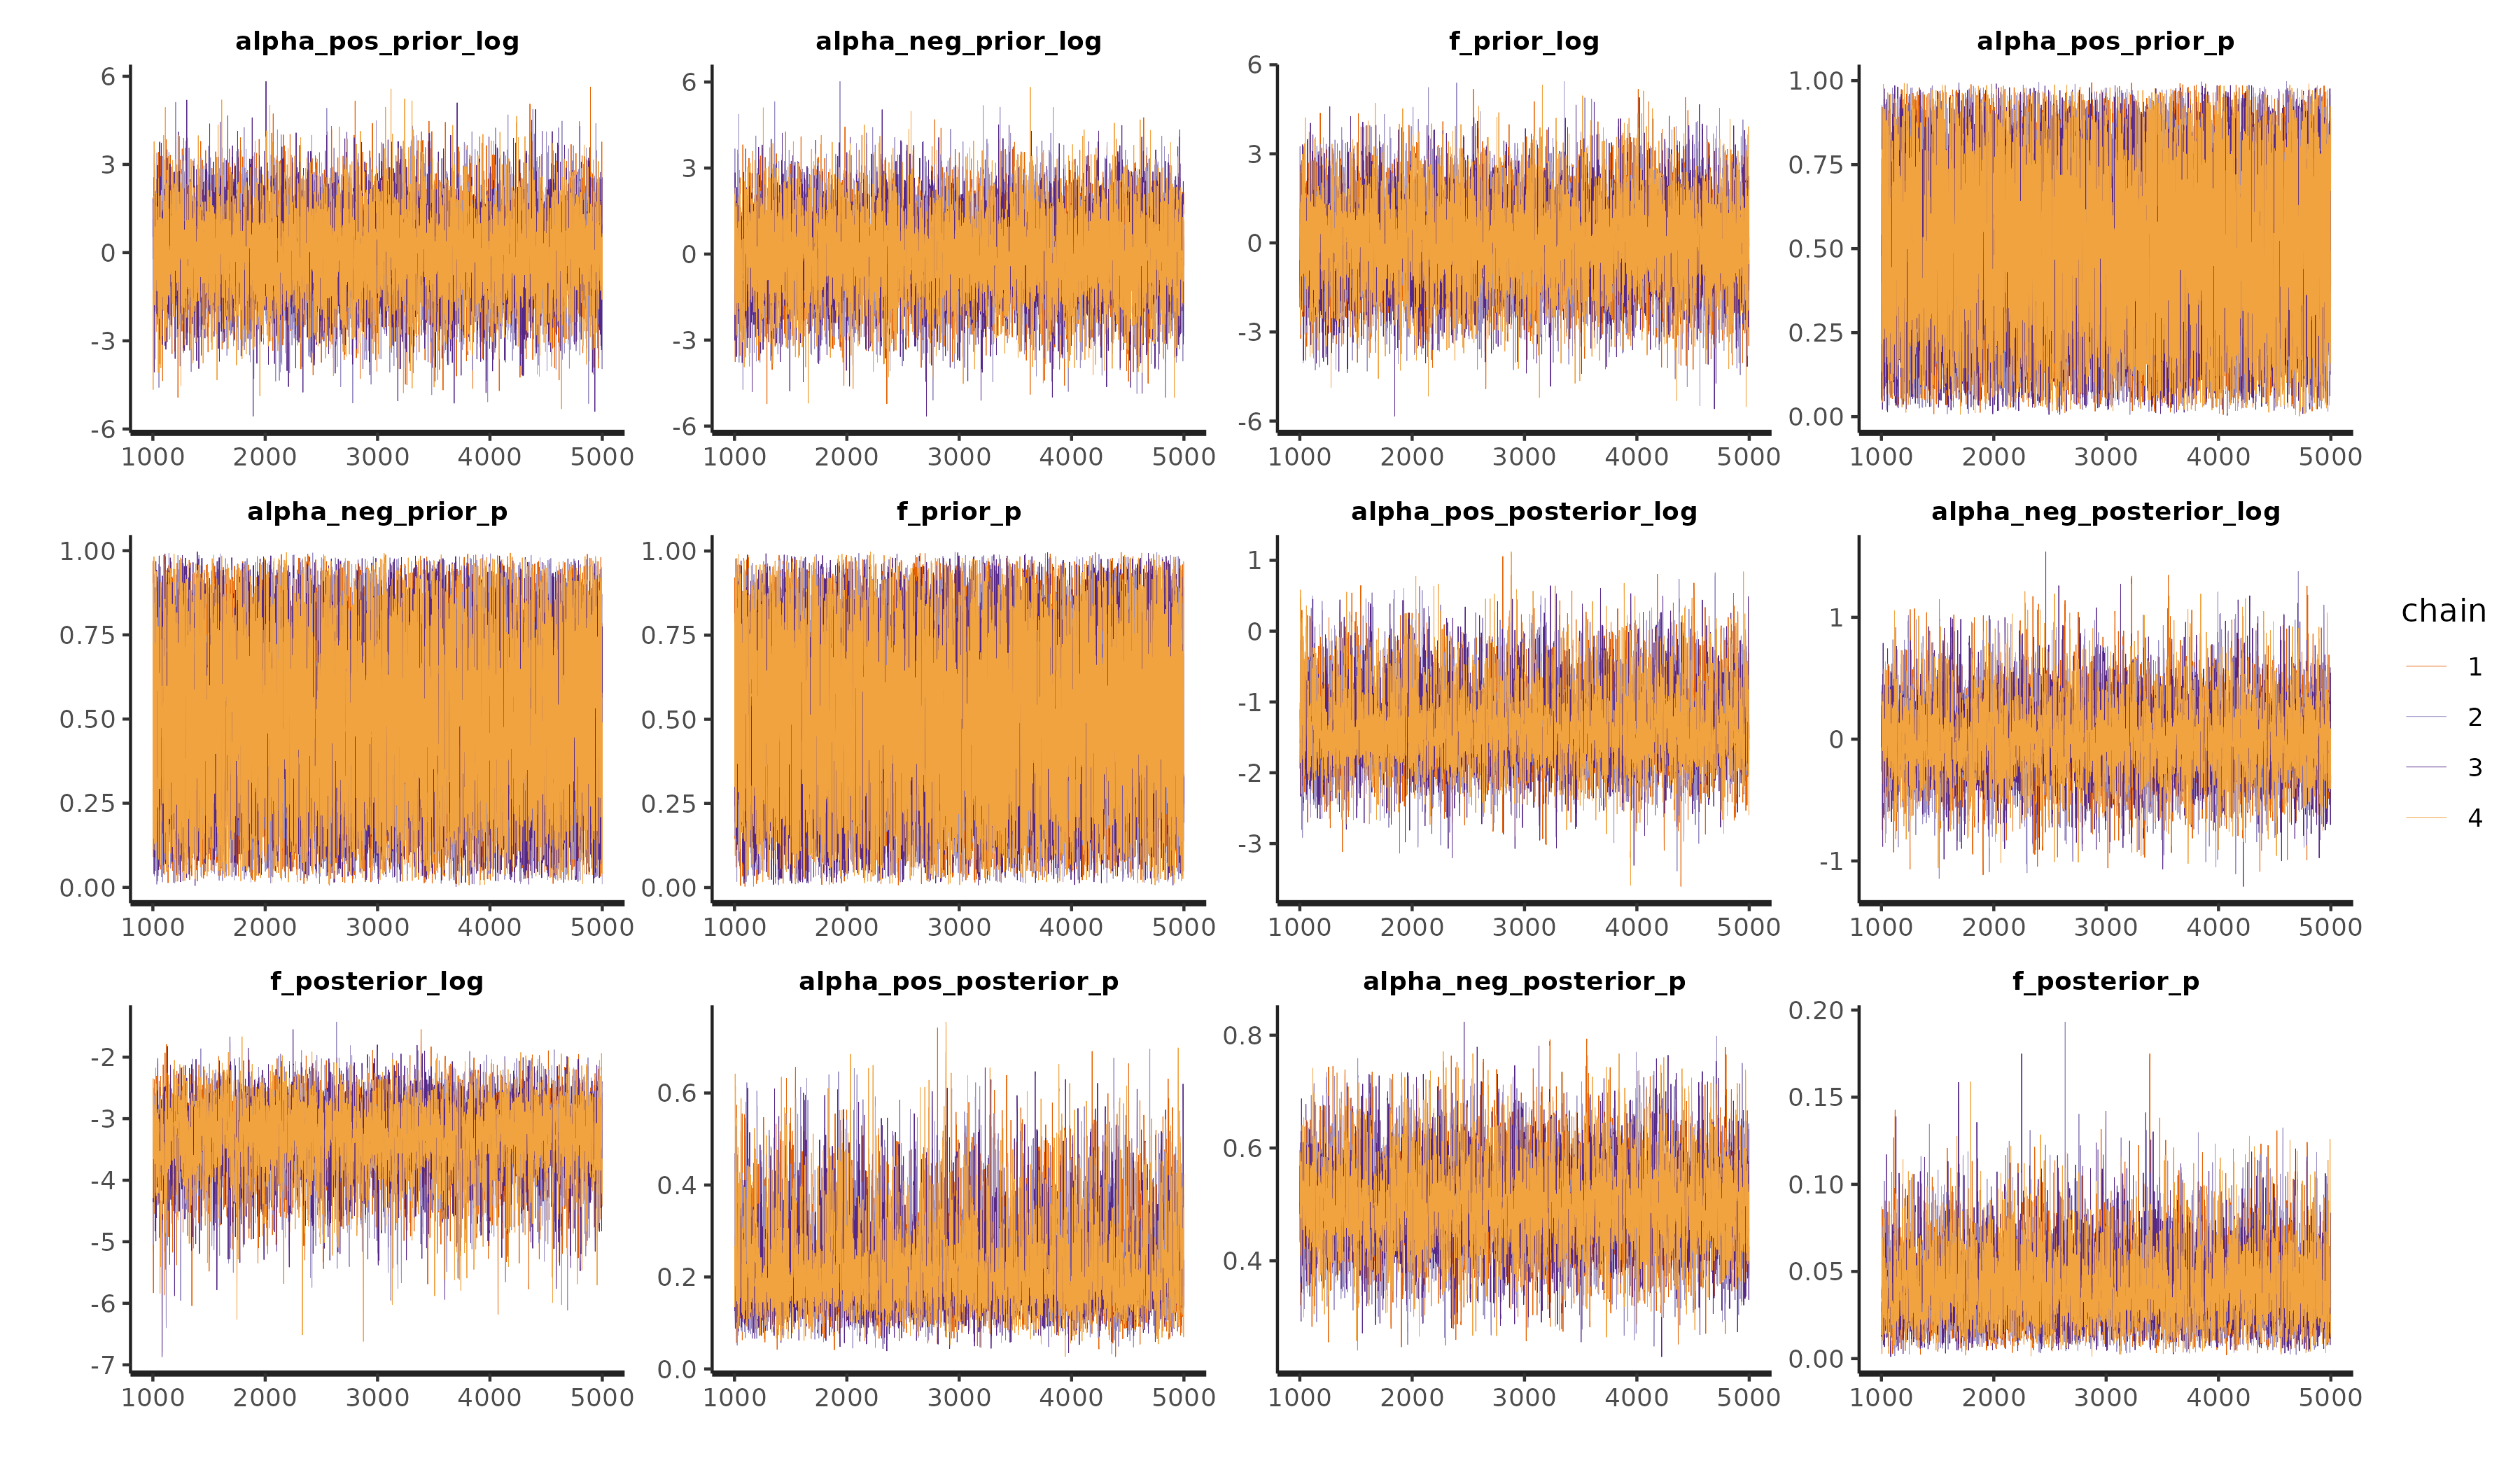 alpha_pos_prior_log
alpha_neg_prior_log
f_prior_log
alpha_pos_prior_p
6
3
0
-3
-6
1000 2000 3000 4000 5000
6
3
0
-3
-6
1000 2000 3000 4000 5000
6
3
0
-3
-6
1000 2000 3000 4000 5000
1.00
0.75
0.50
0.25
0.00
1000 2000 3000 4000 5000
alpha_neg_prior_p
f_prior_p
alpha_pos_posterior_log
alpha_neg_posterior_log
1.00
0.75
0.50
0.25
0.00
1000 2000 3000 4000 5000
1.00
0.75
0.50
0.25
0.00
1000 2000 3000 4000 5000
1
0
-1
-2
-3
1000 2000 3000 4000 5000
1
0
-1
1000 2000 3000 4000 5000
f_posterior_log
alpha_pos_posterior_p
alpha_neg_posterior_p
f_posterior_p
-2
-3
-4
-5
-6
-7
1000 2000 3000 4000 5000
0.6
0.4
0.2
0.0
1000 2000 3000 4000 5000
0.8
0.6
0.4
1000 2000 3000 4000 5000
0.20
0.15
0.10
0.05
0.00
1000 2000 3000 4000 5000
chain
1
2
3
4